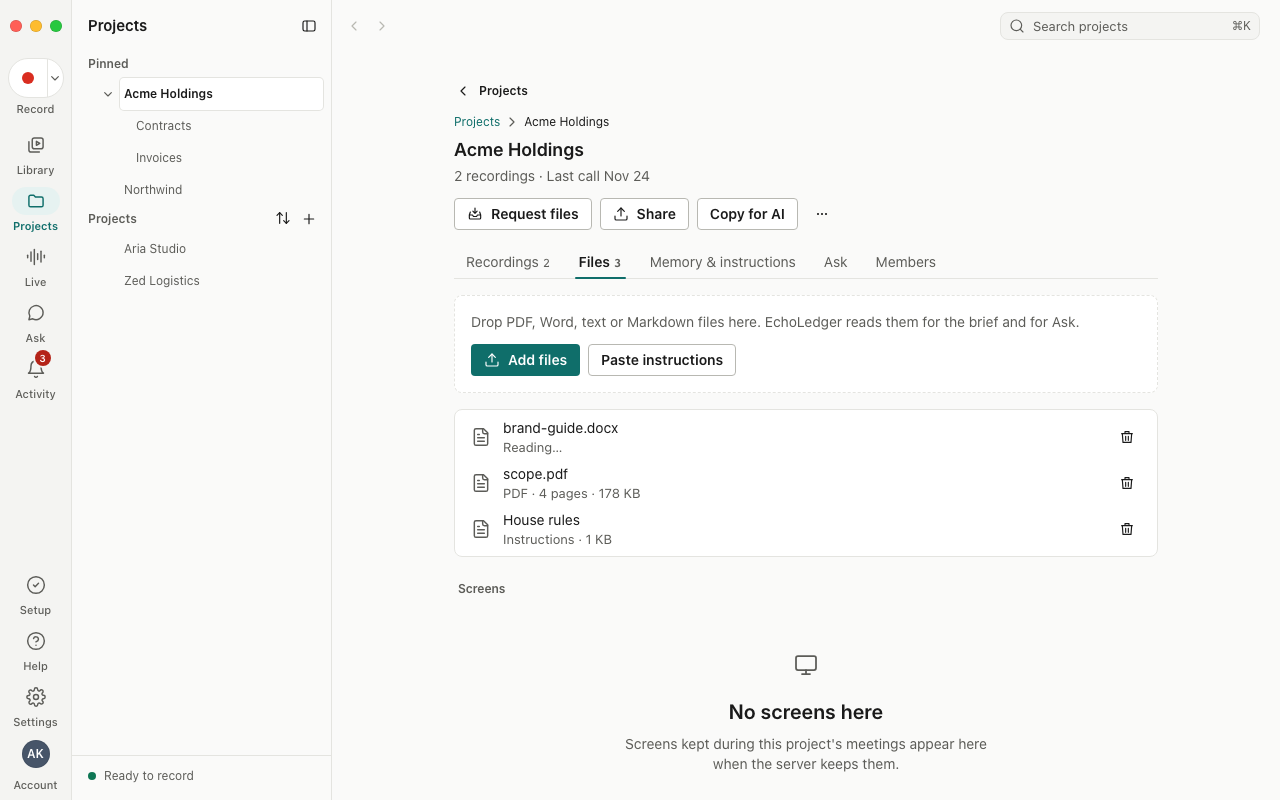 Projects
Search projects
⌘K
Record
Library
Projects
Live
Ask
3
Activity
Setup
Help
Settings
AK
Account
Pinned
Acme Holdings
Contracts
Invoices
Northwind
Projects
Aria Studio
Zed Logistics
Ready to record
Projects
Projects > Acme Holdings
Acme Holdings
2 recordings · Last call Nov 24
Request files
Share
Copy for AI
Recordings 2
Files 3
Memory & instructions
Ask
Members
Drop PDF, Word, text or Markdown files here. EchoLedger reads them for the brief and for Ask.
Add files
Paste instructions
brand-guide.docx
Reading…
scope.pdf
PDF · 4 pages · 178 KB
House rules
Instructions · 1 KB
Screens
No screens here
Screens kept during this project's meetings appear here
when the server keeps them.